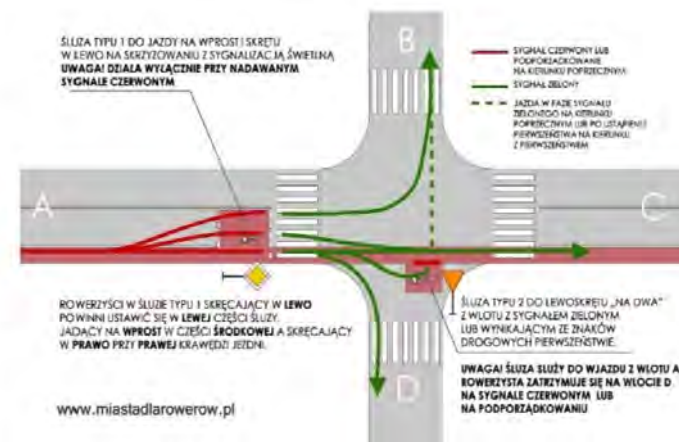 ŚLUZA TYPU 1 DO JAZDY NA WPROST I SKRĘTU
W LEWO NA SKRZYŻOWANIU Z SYGNALIZACJĄ ŚWIETLNĄ
UWAGA! DZIAŁA WYŁĄCZNIE PRZY NADAWANYM
SYGNALE CZERWONYM
B
SYGNAŁ CZERWONY LUB
PODPORZĄDKOWANIE
NA KIERUNKU POPRZECZNYM
SYGNAŁ ZIELONY
JAZDA W FAZIE SYGNAŁU
ZIELONEGO NA KIERUNKU
POPRZECZNYM LUB PO USTĄPIENIU
PIERWSZEŃSTWA NA KIERUNKU
Z PIERWSZEŃSTWEM
A
C
ROWERZYŚCI W ŚLUZIE TYPU 1 SKRĘCAJĄCY W LEWO
POWINNI USTAWIĆ SIĘ W LEWEJ CZĘŚCI ŚLUZY.
JADĄCY NA WPROST W CZĘŚCI ŚRODKOWEJ A SKRĘCAJĄCY
W PRAWO PRZY PRAWEJ KRAWĘDZI JEZDNI.
ŚLUZA TYPU 2 DO LEWOSKRĘTU „NA DWA"
Z WLOTU Z SYGNAŁEM ZIELONYM
LUB WYNIKAJĄCYM ZE ZNAKÓW
DROGOWYCH PIERWSZEŃSTWIE.
UWAGA! ŚLUZA SŁUŻY DO WJAZDU Z WLOTU A
ROWERZYSTA ZATRZYMUJE SIĘ NA WLOCIE D
NA SYGNALE CZERWONYM LUB
NA PODPORZĄDKOWANIU
D
www.miastadlarowerow.pl